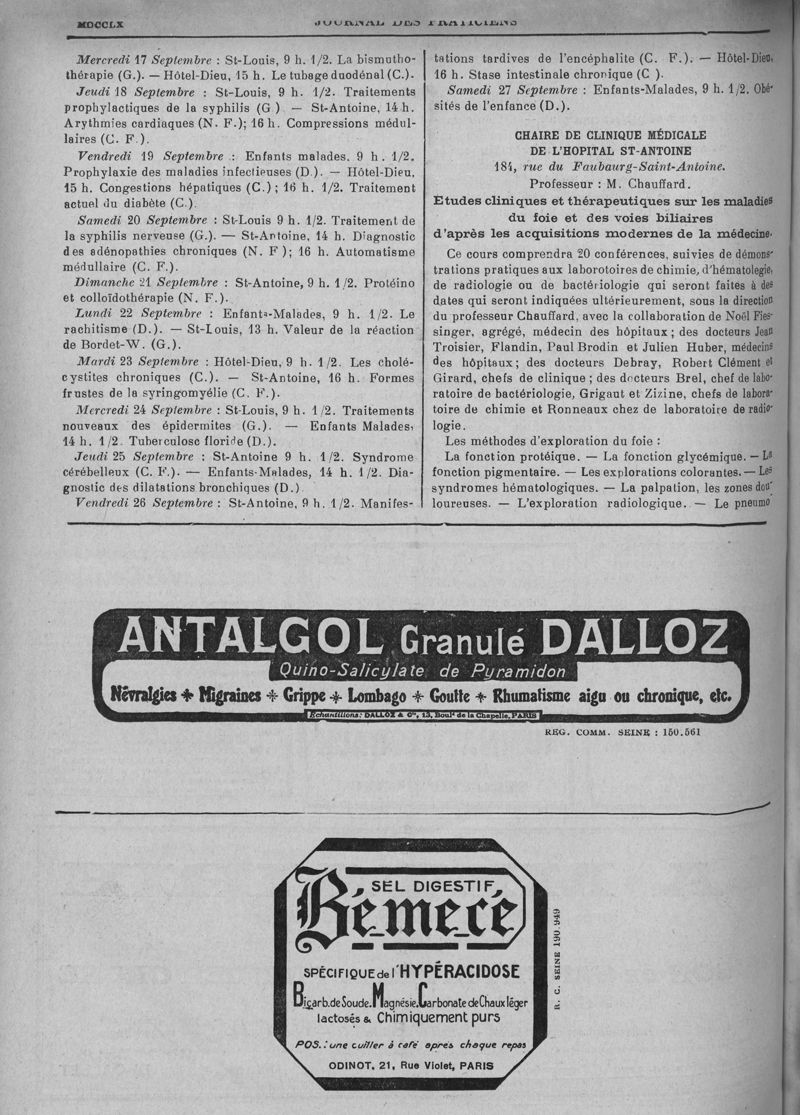 MDCCLX
JOURNAL DES PRATICIENS
Mercredi 17 Septembre : St-Louis, 9 h. 1/2. La bismutho-
thérapie (G.). — Hôtel-Dieu, 15 h. Le tubage duodénal (C.).
Jeudi 18 Septembre : St-Louis, 9 h. 1/2. Traitements
prophylactiques de la syphilis (G ) — St-Antoine, 14 h.
Arythmies cardiaques (N. F.); 16 h. Compressions médul-
laires (C. F.).
Vendredi 19 Septembre : Enfants malades. 9 h. 1/2.
Prophylaxie des maladies infectieuses (D.). — Hôtel-Dieu,
15 h. Congestions hépatiques (C.) ; 16 h. 1/2. Traitement
actuel du diabète (C.)
Samedi 20 Septembre : St-Louis 9 h. 1/2. Traitement de
la syphilis nerveuse (G.). — St-Antoine, 14 h. Diagnostic
des adénopathies chroniques (N. F ); 16 h. Automatisme
médullaire (C. F.).
Dimanche 21 Septembre : St-Antoine, 9 h. 1/2. Protéino
et colloïdothérapie (N. F.).
Lundi 22 Septembre : Enfants-Malades, 9 h. 1/2. Le
rachitisme (D.). — St-Louis, 13 h. Valeur de la réaction
de Bordet-W. (G.).
Mardi 23 Septembre : Hôtel-Dieu, 9 h. 1/2. Les cholé-
cystites chroniques (C.). — St-Antoine, 16 h. Formes
frustes de la syringomyélie (C. F.).
Mercredi 24 Septembre : St-Louis, 9 h. 1/2. Traitements
nouveaux des épidermites (G.). — Enfants Malades,
14 h. 1/2. Tuberculose floride (D.).
Jeudi 25 Septembre : St-Antoine 9 h. 1/2. Syndrome
cérébelleux (C. F.). — Enfants-Malades, 14 h. 1/2. Dia-
gnostic des dilatations bronchiques (D.)
Vendredi 26 Septembre : St-Antoine, 9 h. 1/2. Manifes-
tations tardives de l'encéphalite (C. F.). — Hôtel-Dieu,
16 h. Stase intestinale chronique (C ).
Samedi 27 Septembre : Enfants-Malades, 9 h. 1/2. Obé-
sités de l'enfance (D.).
CHAIRE DE CLINIQUE MÉDICALE
DE L'HOPITAL ST-ANTOINE
184, rue du Faubaurg-Saint-Antoine.
Professeur : M. Chauffard.
Etudes cliniques et thérapeutiques sur les maladies
du foie et des voies biliaires
d'après les acquisitions modernes de la médecine.
Ce cours comprendra 20 conférences, suivies de démons-
trations pratiques aux laborotoires de chimie, d'hématologie,
de radiologie ou de bactériologie qui seront faites à des
dates qui seront indiquées ultérieurement, sous la direction
du professeur Chauffard, avec la collaboration de Noël Fies-
singer, agrégé, médecin des hôpitaux ; des docteurs Jean
Troisier, Flandin, Paul Brodin et Julien Huber, médecins
des hôpitaux ; des docteurs Debray, Robert Clément et
Girard, chefs de clinique ; des docteurs Brel, chef de labo-
ratoire de bactériologie, Grigaut et Zizine, chefs de labora-
toire de chimie et Ronneaux chez de laboratoire de radio-
logie.
Les méthodes d'exploration du foie :
La fonction protéique. — La fonction glycémique. — La
fonction pigmentaire. — Les explorations colorantes. — Les
syndromes hématologiques. — La palpation, les zones dou-
loureuses. — L'exploration radiologique. — Le pneumo
ANTALGOL Granulé DALLOZ
Quino-Salicylate de Pyramidon
Névralgies + Migraines + Grippe + Lombago + Goutte + Rhumatisme aigu ou chronique, etc.
Echantillons: DALLOZ & Cie, 13, Boulᵈ de la Chapelle, PARIS
REG. COMM. SEINE : 150.561
SEL DIGESTIF
Bémecé
SPÉCIFIQUE de l'HYPÉRACIDOSE
Bicarb. de Soude. Magnésie. Carbonate de Chaux léger
lactosés & Chimiquement purs
POS. : une cuiller à café après chaque repas
ODINOT, 21, Rue Violet, PARIS
R. C. SEINE 190.949